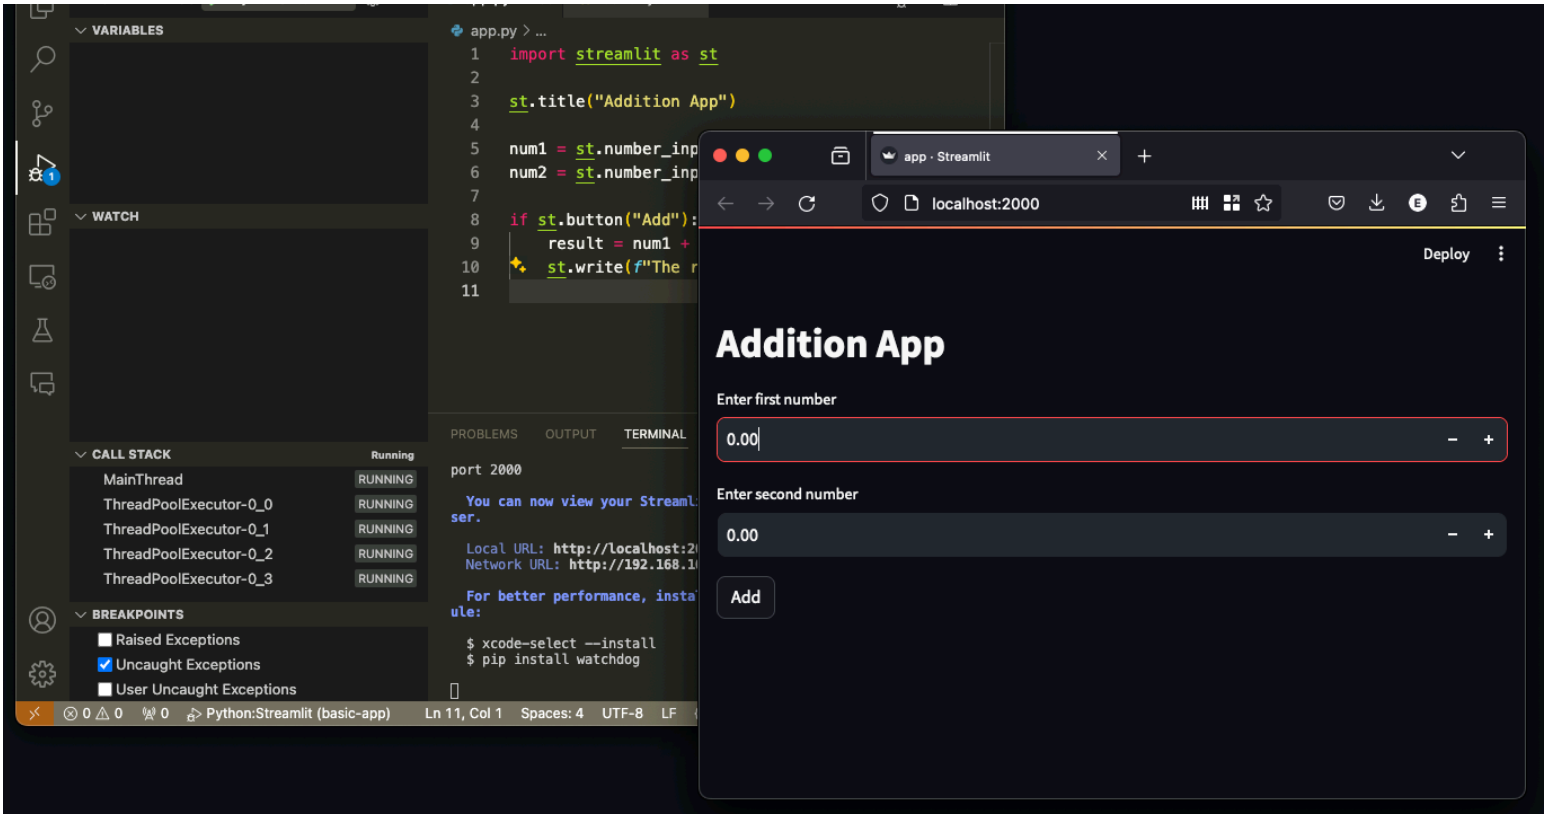 VARIABLES
WATCH
CALL STACK Running
MainThread RUNNING
ThreadPoolExecutor-0_0 RUNNING
ThreadPoolExecutor-0_1 RUNNING
ThreadPoolExecutor-0_2 RUNNING
ThreadPoolExecutor-0_3 RUNNING
BREAKPOINTS
Raised Exceptions
Uncaught Exceptions
User Uncaught Exceptions
1
app.py > ...
1 import streamlit as st
2
3 st.title("Addition App")
4
5 num1 = st.number_inp
6 num2 = st.number_inp
7
8 if st.button("Add"):
9 result = num1 +
10 st.write(f"The r
11
PROBLEMS OUTPUT TERMINAL
port 2000
You can now view your Streaml
ser.
Local URL: http://localhost:20
Network URL: http://192.168.1
For better performance, insta
ule:
$ xcode-select --install
$ pip install watchdog
0 0 0 Python:Streamlit (basic-app) Ln 11, Col 1 Spaces: 4 UTF-8 LF
app · Streamlit
localhost:2000
E
Deploy
Addition App
Enter first number
0.00 − +
Enter second number
0.00 − +
Add